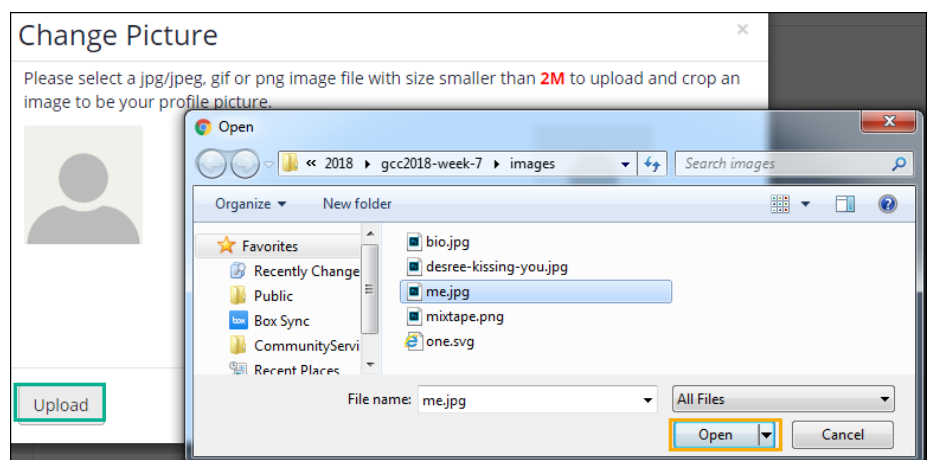 Change Picture ×
Please select a jpg/jpeg, gif or png image file with size smaller than 2M to upload and crop an
image to be your profile picture.
Open
« 2018 ▸ gcc2018-week-7 ▸ images
Search images
Organize ▾ New folder
Favorites
Recently Change
Public
Box Sync
CommunityServi
Recent Places
bio.jpg
desree-kissing-you.jpg
me.jpg
mixtape.png
one.svg
File name: me.jpg
All Files
Open
Cancel
Upload